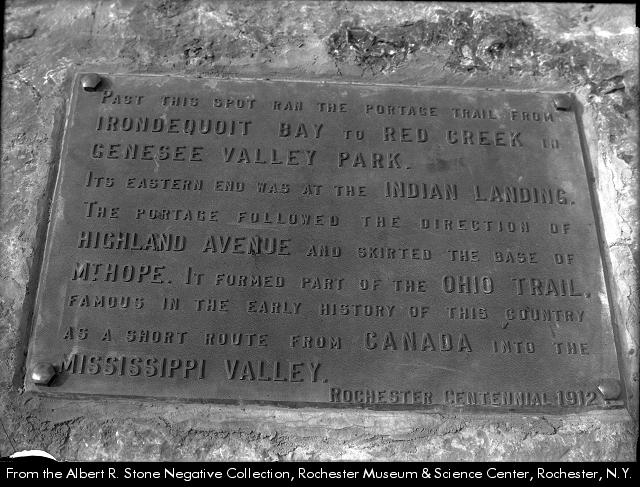 PAST THIS SPOT RAN THE PORTAGE TRAIL FROM
IRONDEQUOIT BAY TO RED CREEK IN
GENESEE VALLEY PARK.
ITS EASTERN END WAS AT THE INDIAN LANDING.
THE PORTAGE FOLLOWED THE DIRECTION OF
HIGHLAND AVENUE AND SKIRTED THE BASE OF
MT. HOPE. IT FORMED PART OF THE OHIO TRAIL.
FAMOUS IN THE EARLY HISTORY OF THIS COUNTRY
AS A SHORT ROUTE FROM CANADA INTO THE
MISSISSIPPI VALLEY.
ROCHESTER CENTENNIAL 1912
From the Albert R. Stone Negative Collection, Rochester Museum & Science Center, Rochester, N.Y.